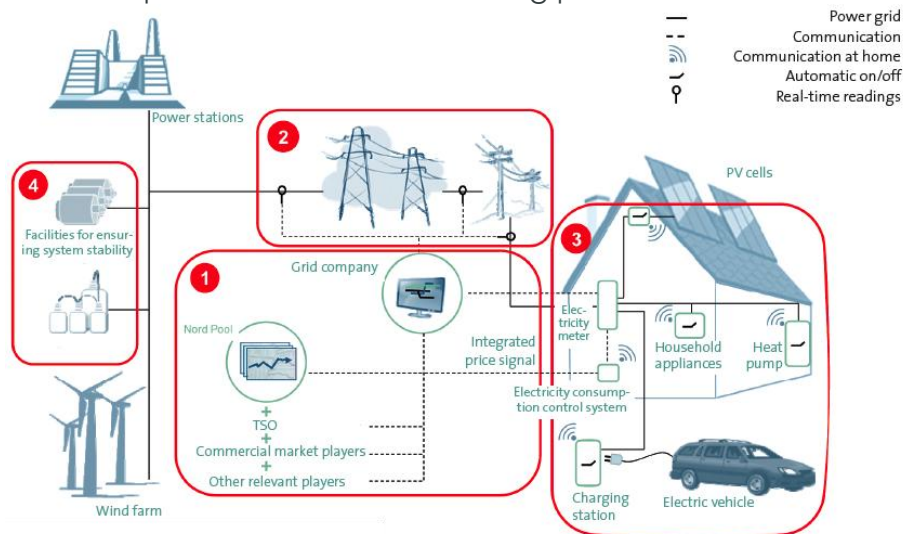 Power grid
Communication
Communication at home
Automatic on/off
Real-time readings
Power stations
2
4
Facilities for ensur-
ing system stability
PV cells
3
1
Grid company
Nord Pool
Integrated
price signal
Elec-
tricity
meter
Household
appliances
Heat
pump
Electricity consump-
tion control system
+
TSO
+
Commercial market players
+
Other relevant players
Wind farm
Charging
station
Electric vehicle